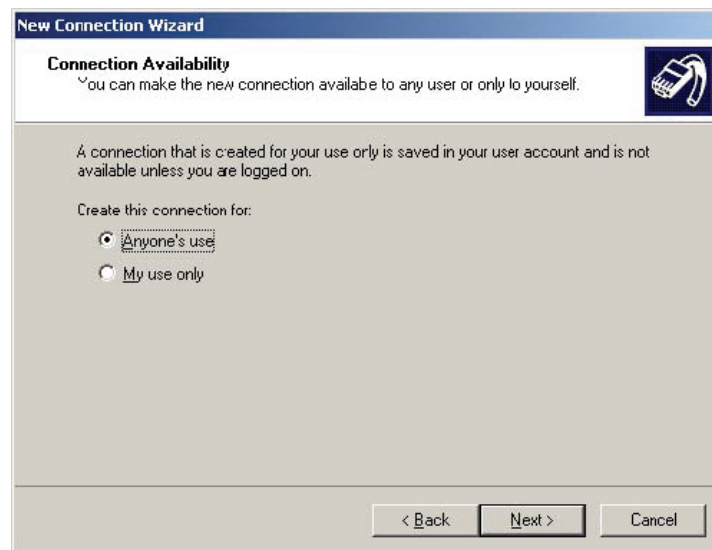 New Connection Wizard
Connection Availability
You can make the new connection availabe to any user or only to yourself.
A connection that is created for your use only is saved in your user account and is not
available unless you are logged on.
Create this connection for:
Anyone's use
My use only
< Back
Next >
Cancel